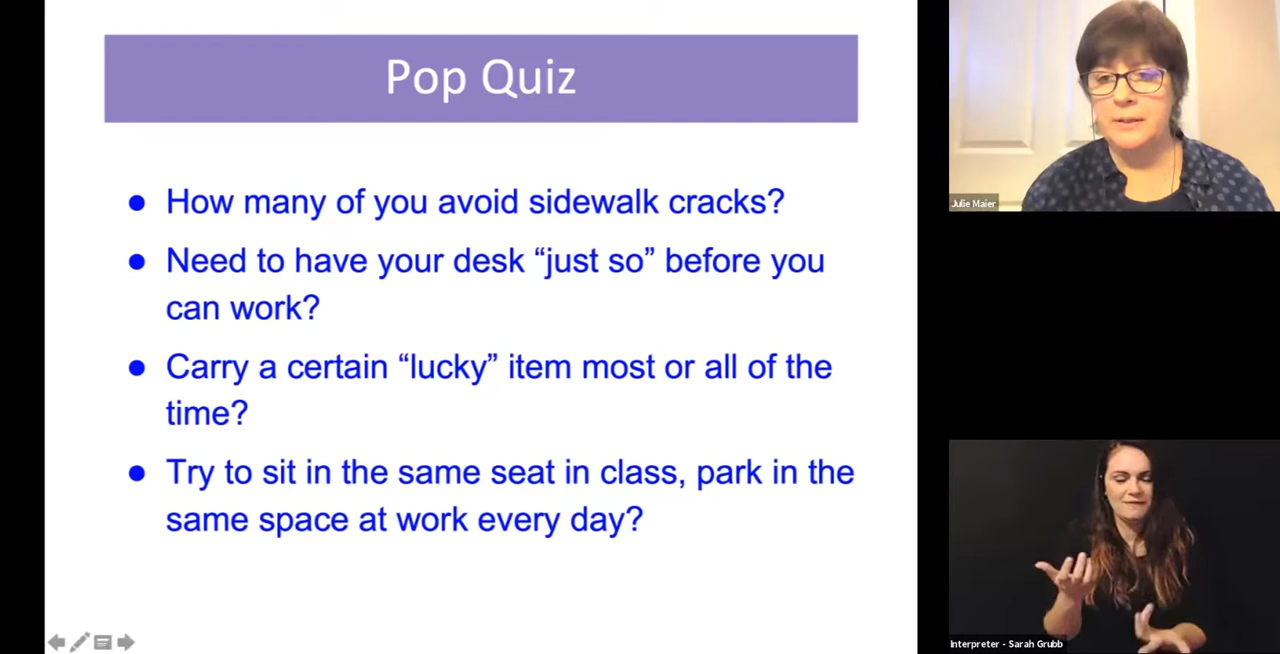 Pop Quiz
● How many of you avoid sidewalk cracks?
● Need to have your desk “just so” before you
can work?
● Carry a certain “lucky” item most or all of the
time?
● Try to sit in the same seat in class, park in the
same space at work every day?
Julie Maier
Interpreter - Sarah Grubb